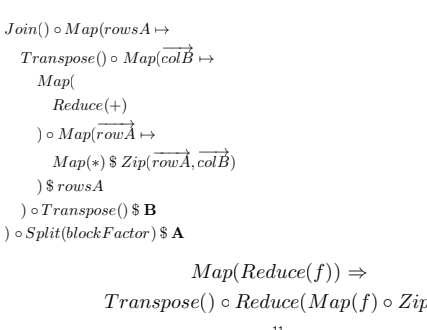 Join() ∘ Map(rowsA ↦
Transpose() ∘ Map(colB ↦
Map(
Reduce(+)
) ∘ Map(rowA ↦
Map(*) $ Zip(rowA, colB)
) $ rowsA
) ∘ Transpose() $ B
) ∘ Split(blockFactor) $ A
Map(Reduce(f)) ⇒
Transpose() ∘ Reduce(Map(f) ∘ Zip